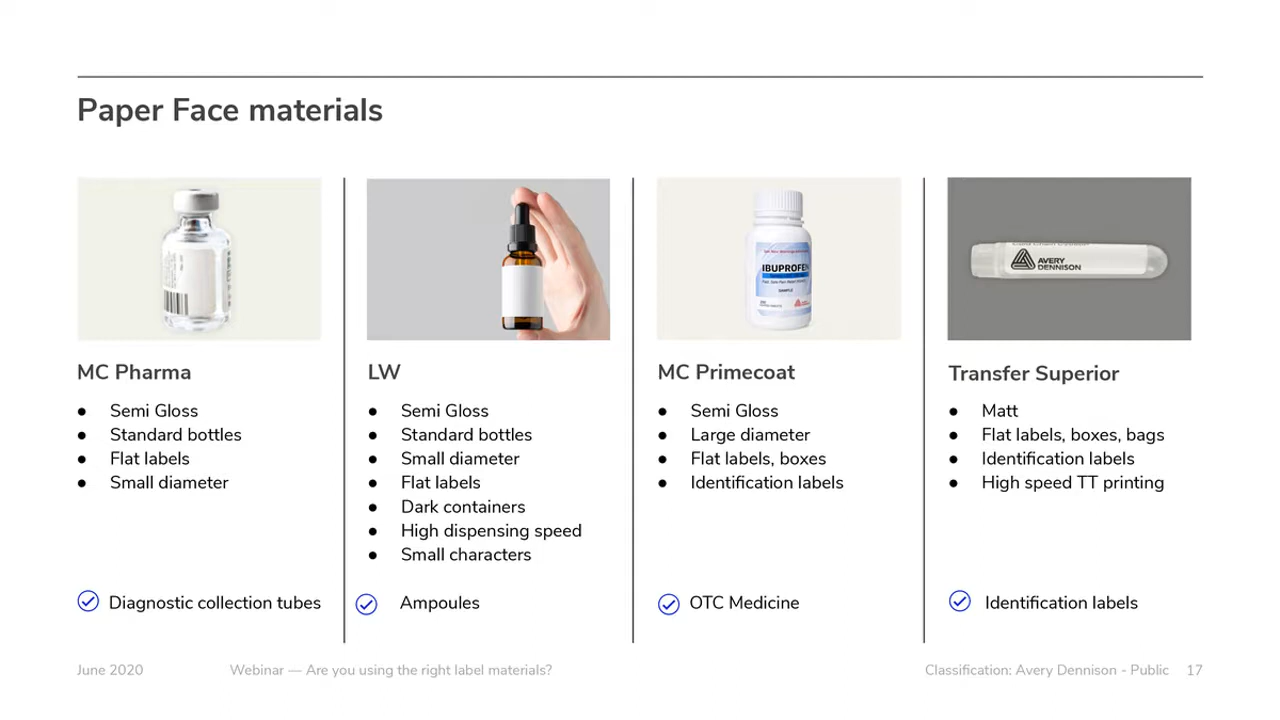 Paper Face materials
AVERY
DENNISON
IBUPROFEN
SAMPLE
MC Pharma
Semi Gloss
Standard bottles
Flat labels
Small diameter
Diagnostic collection tubes
LW
Semi Gloss
Standard bottles
Small diameter
Flat labels
Dark containers
High dispensing speed
Small characters
Ampoules
MC Primecoat
Semi Gloss
Large diameter
Flat labels, boxes
Identification labels
OTC Medicine
Transfer Superior
Matt
Flat labels, boxes, bags
Identification labels
High speed TT printing
Identification labels
June 2020
Webinar — Are you using the right label materials?
Classification: Avery Dennison - Public
17